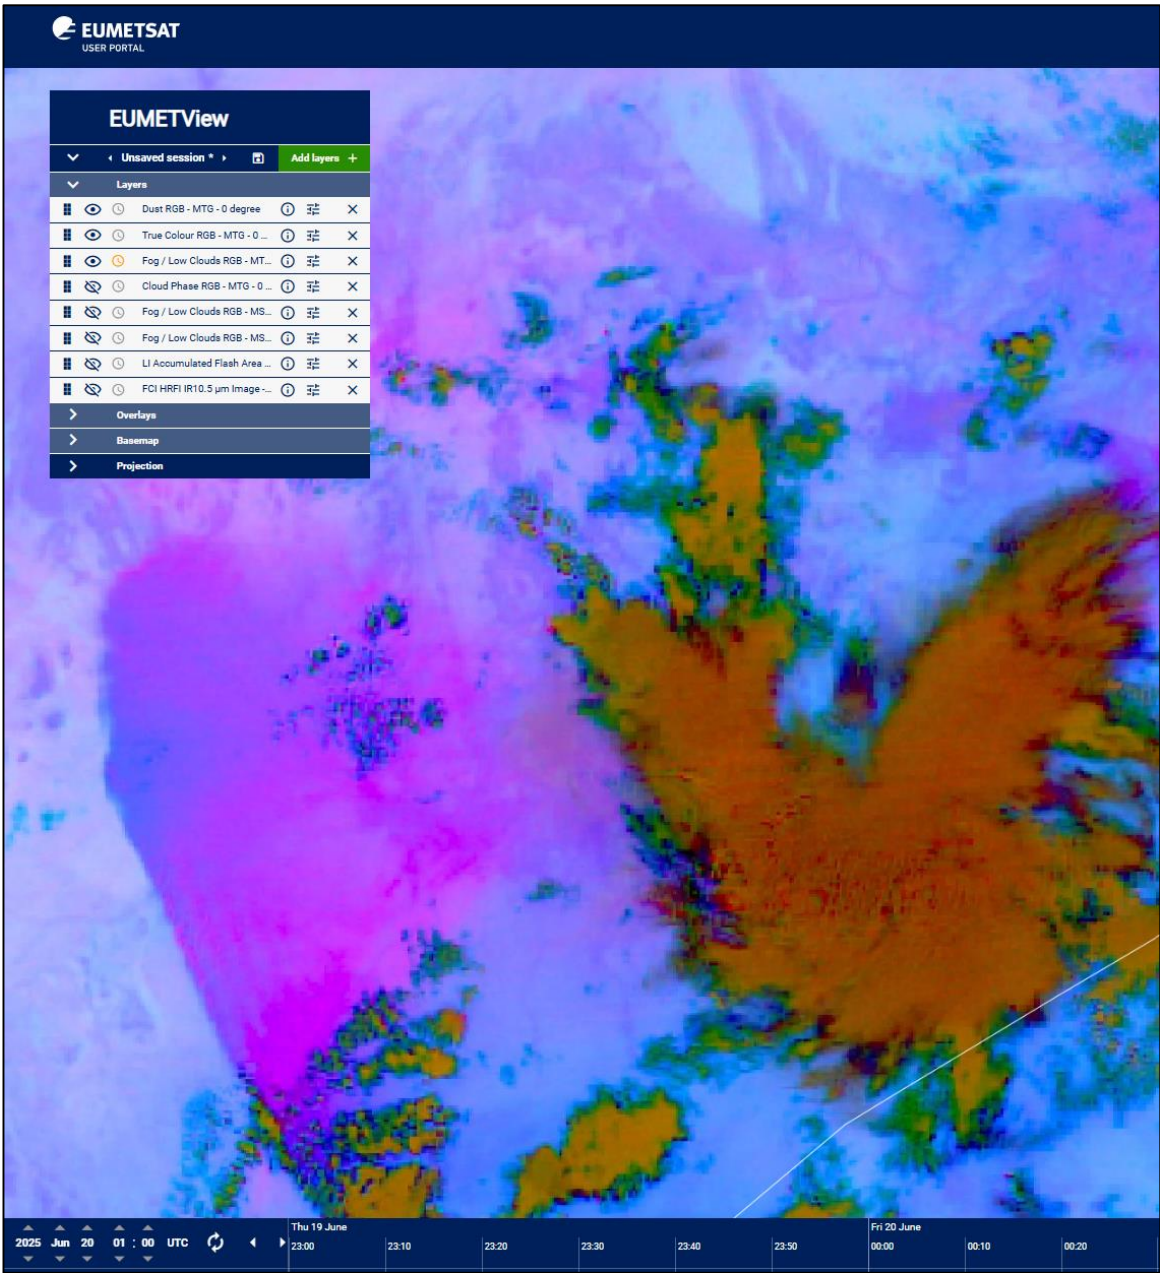 EUMETSAT
USER PORTAL
EUMETView
Unsaved session *
Add layers +
Layers
Dust RGB - MTG - 0 degree
True Colour RGB - MTG - 0 ...
Fog / Low Clouds RGB - MT...
Cloud Phase RGB - MTG - 0 ...
Fog / Low Clouds RGB - MS...
Fog / Low Clouds RGB - MS...
LI Accumulated Flash Area ...
FCI HRFI IR10.5 µm Image -...
Overlays
Basemap
Projection
Thu 19 June
Fri 20 June
2025 Jun 20 01 : 00 UTC
23:00 23:10 23:20 23:30 23:40 23:50 00:00 00:10 00:20